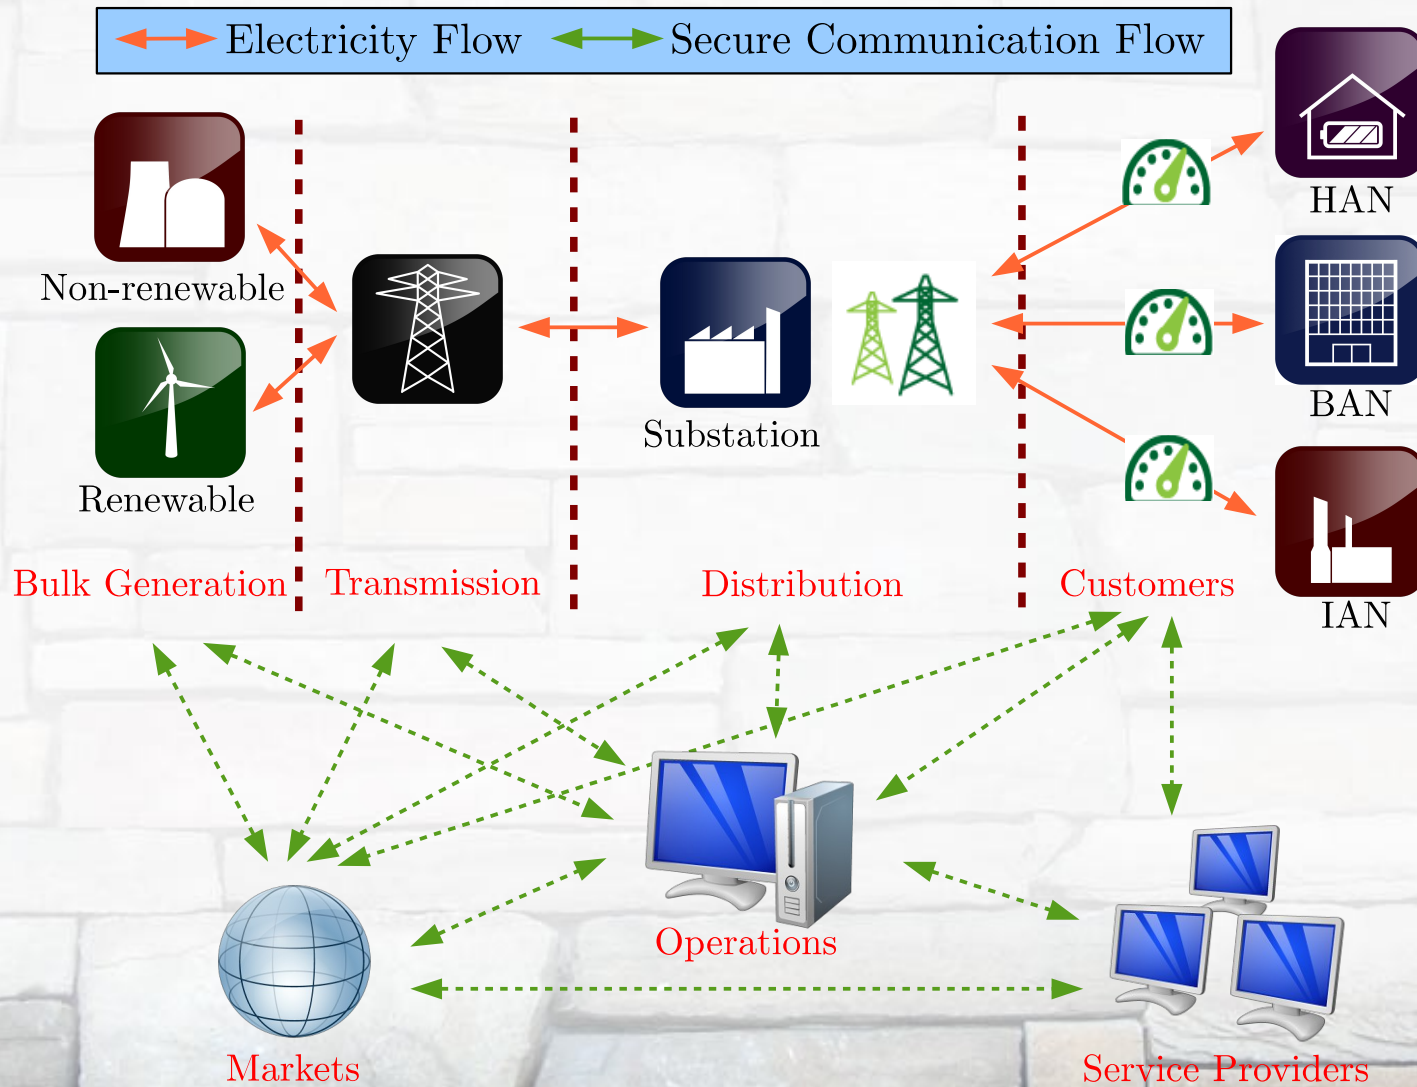 Electricity Flow Secure Communication Flow
HAN
Non-renewable
BAN
Substation
Renewable
Bulk Generation Transmission Distribution Customers
IAN
Operations
Markets
Service Providers